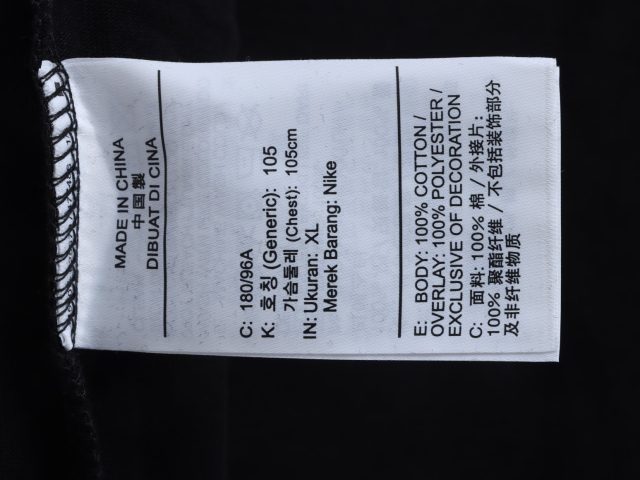 MADE IN CHINA
中国製
DIBUAT DI CINA
C: 180/96A
K: 호칭 (Generic): 105
가슴둘레 (Chest): 105cm
IN: Ukuran: XL
Merek Barang: Nike
E: BODY: 100% COTTON /
OVERLAY: 100% POLYESTER /
EXCLUSIVE OF DECORATION
C: 面料: 100% 棉 / 外接片:
100% 聚酯纤维 / 不包括装饰部分
及非纤维物质